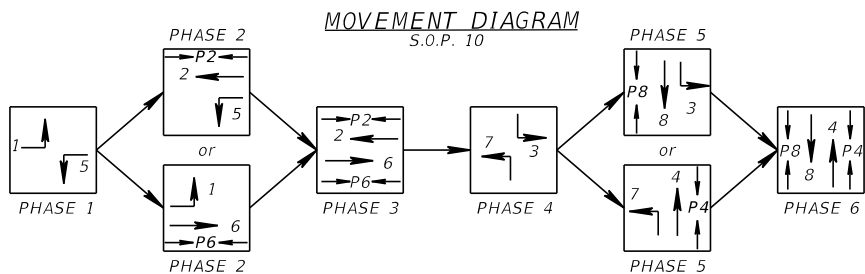 MOVEMENT DIAGRAM
S.O.P. 10
PHASE 2
P2
2
5
PHASE 5
P8
8
3
1
5
PHASE 1
or
P2
2
6
P6
PHASE 3
7
3
PHASE 4
or
P8
8
4
P4
PHASE 6
1
6
P6
PHASE 2
7
4
P4
PHASE 5